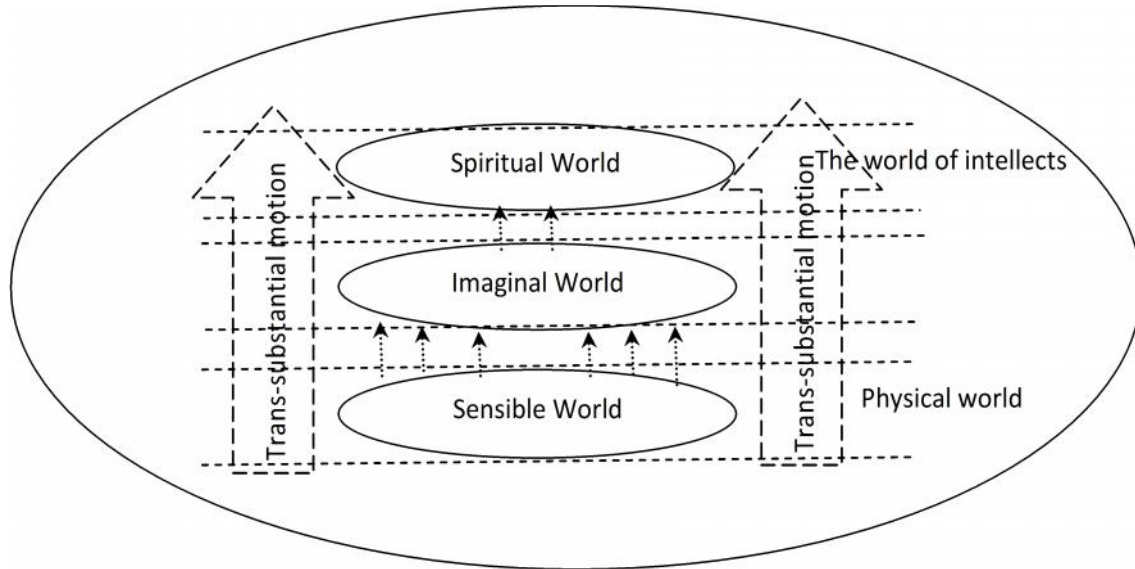 Spiritual World
The world of intellects
Trans-substantial motion
Imaginal World
Trans-substantial motion
Sensible World
Physical world